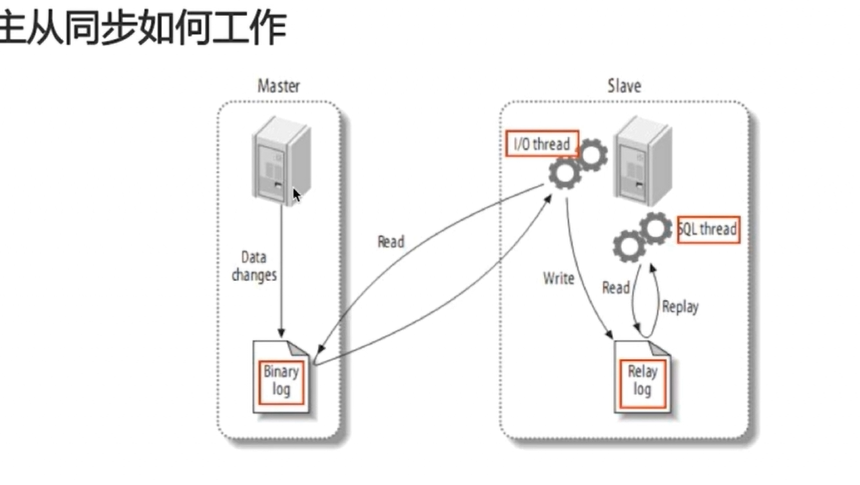 主从同步如何工作
Master
Slave
I/O thread
SQL thread
Read
Data
changes
Write
Read
Replay
Binary
log
Relay
log